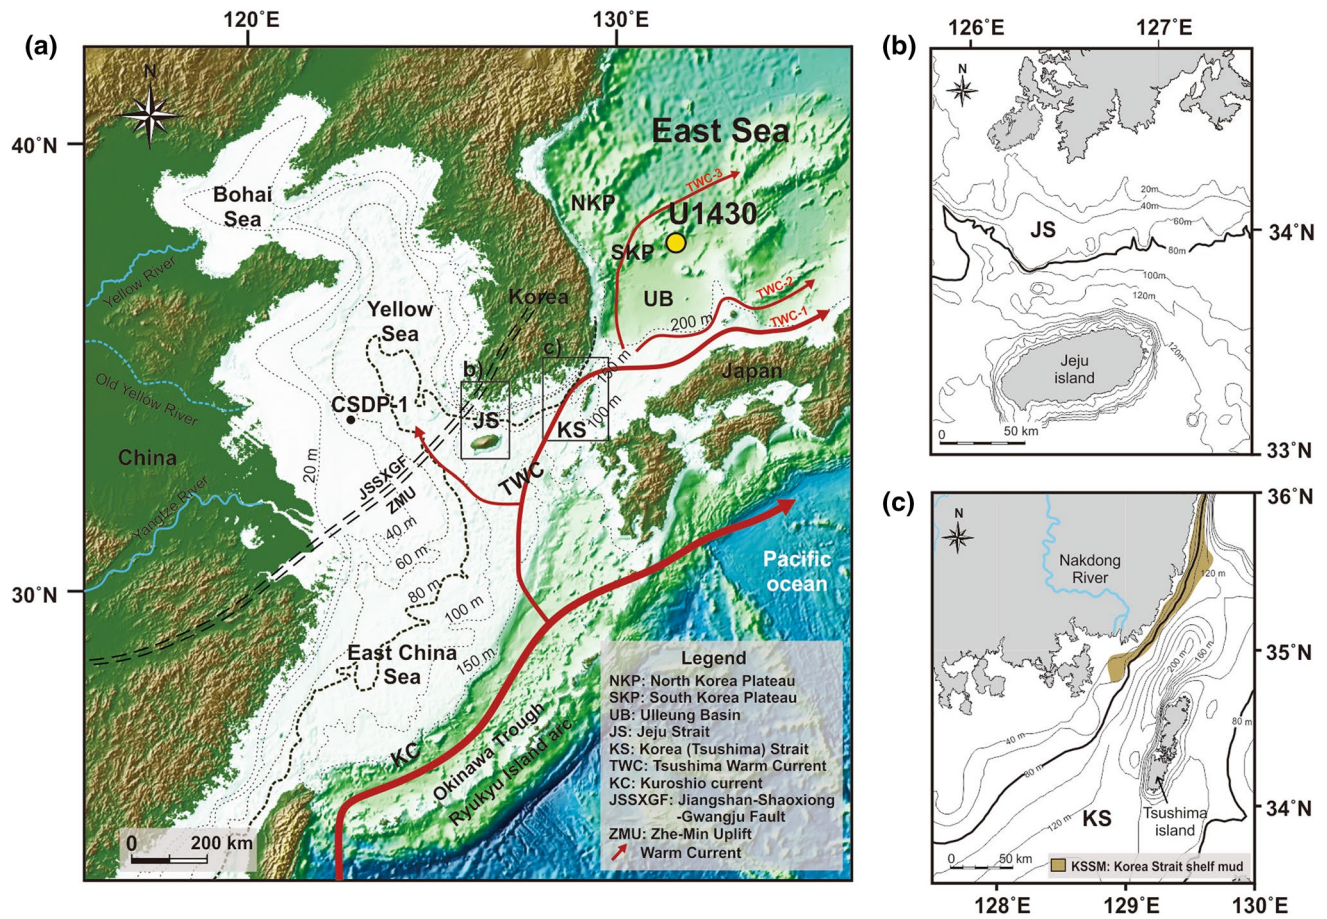 (a)
120°E
130°E
40°N
30°N
N
East Sea
Bohai
Sea
NKP
TWC-3
U1430
SKP
UB
Yellow River
Korea
Yellow
Sea
TWC-2
TWC-1
200 m
c)
150 m
b)
Japan
Old Yellow River
CSDP-1
JS
KS
100 m
China
20 m
JSSXGF
ZMU
TWC
Yangtze River
40 m
60 m
80 m
100 m
Pacific
ocean
East China
Sea
150 m
KC
Okinawa Trough
Ryukyu Island arc
0 200 km
Legend
NKP: North Korea Plateau
SKP: South Korea Plateau
UB: Ulleung Basin
JS: Jeju Strait
KS: Korea (Tsushima) Strait
TWC: Tsushima Warm Current
KC: Kuroshio current
JSSXGF: Jiangshan-Shaoxiong
-Gwangju Fault
ZMU: Zhe-Min Uplift
Warm Current
(b)
126°E
127°E
N
20m
40m
60m
JS
80m
34°N
100m
120m
120m
Jeju
island
0 50 km
33°N
(c)
36°N
N
Nakdong
River
120 m
35°N
200 m
160 m
40 m
80 m
80 m
120 m
KS
34°N
Tsushima
island
0 50 km
KSSM: Korea Strait shelf mud
128°E
129°E
130°E